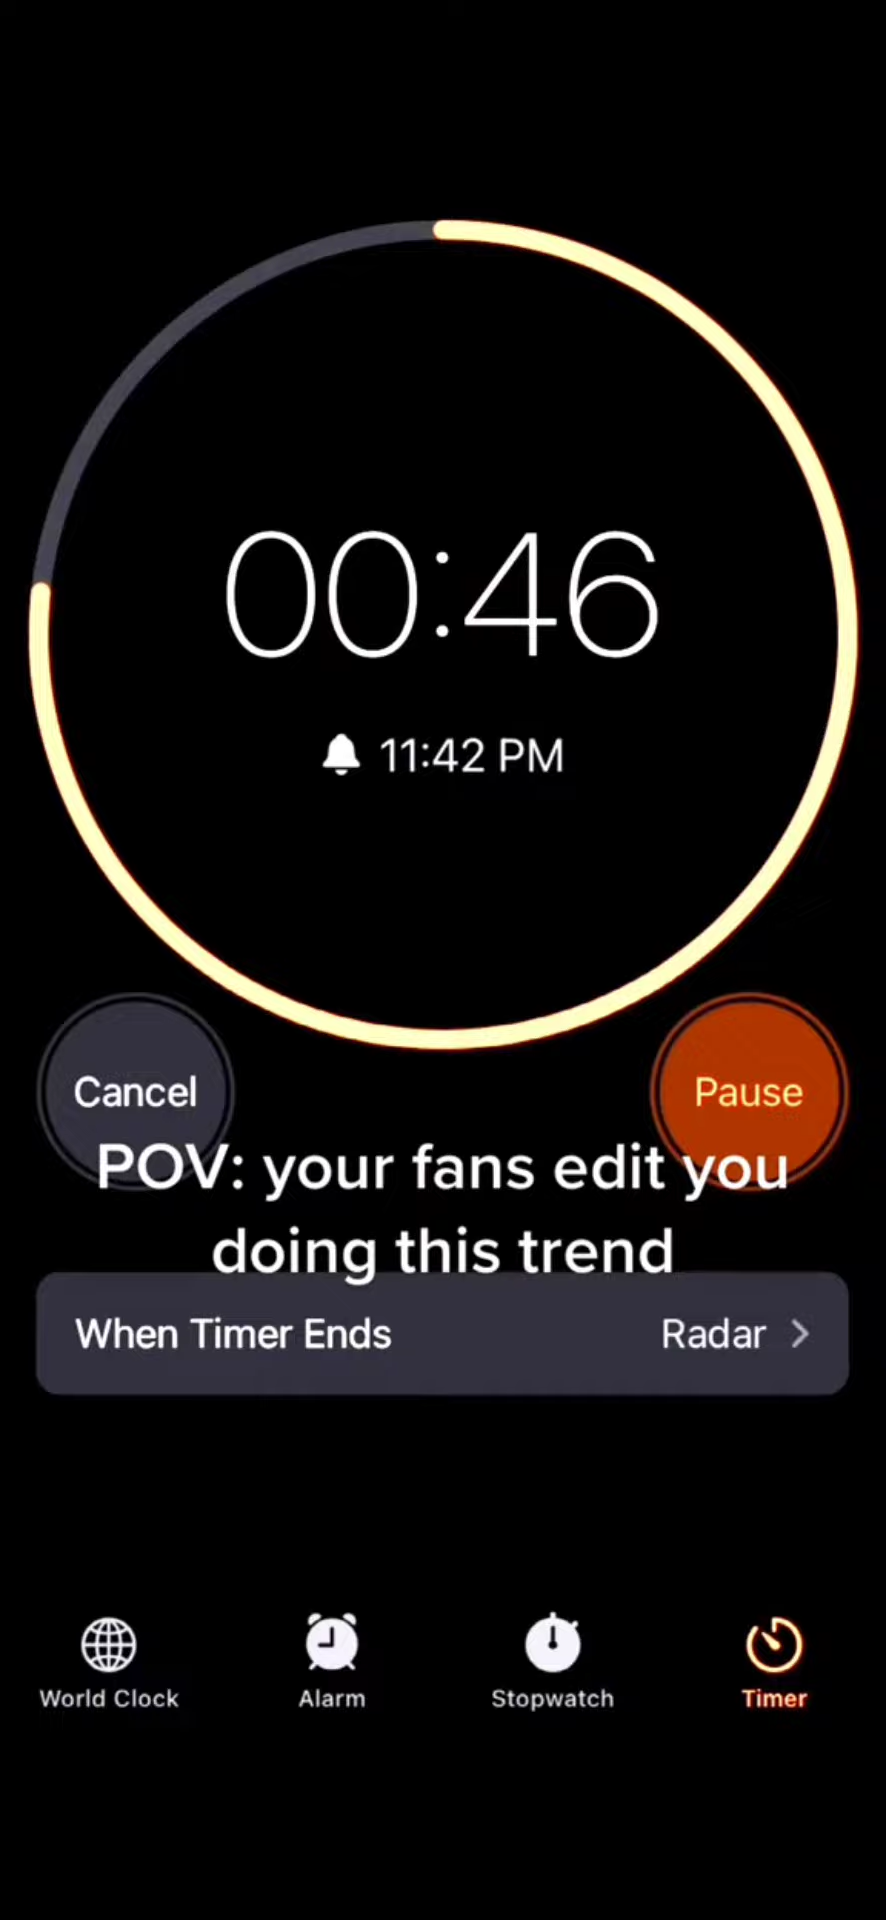 00:46
11:42 PM
Cancel
Pause
POV: your fans edit you
doing this trend
When Timer Ends
Radar
World Clock
Alarm
Stopwatch
Timer